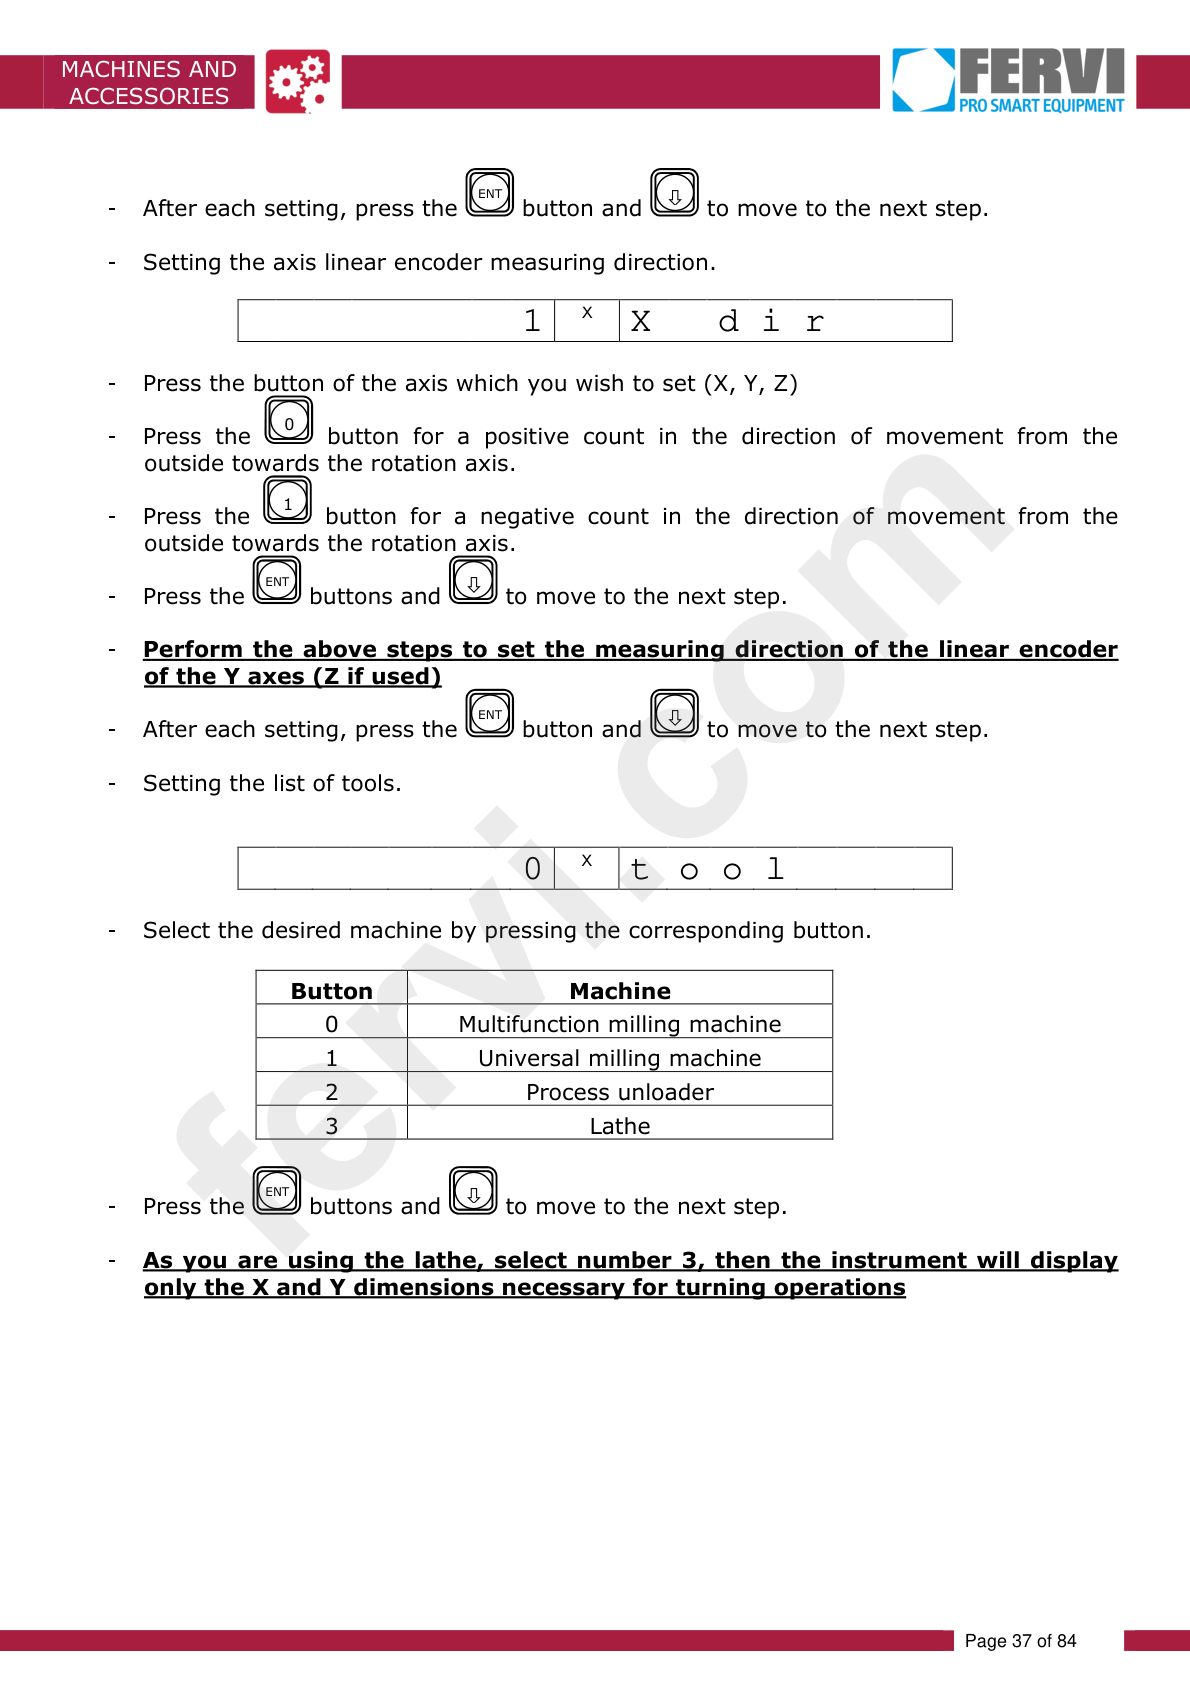 MACHINES AND
ACCESSORIES
FERVI
PRO SMART EQUIPMENT
- After each setting, press the ENT button and ⇩ to move to the next step.
- Setting the axis linear encoder measuring direction.
1 X X dir
- Press the button of the axis which you wish to set (X, Y, Z)
- Press the 0 button for a positive count in the direction of movement from the
outside towards the rotation axis.
- Press the 1 button for a negative count in the direction of movement from the
outside towards the rotation axis.
- Press the ENT buttons and ⇩ to move to the next step.
- Perform the above steps to set the measuring direction of the linear encoder
of the Y axes (Z if used)
- After each setting, press the ENT button and ⇩ to move to the next step.
- Setting the list of tools.
0 X tool
- Select the desired machine by pressing the corresponding button.
Button Machine
0 Multifunction milling machine
1 Universal milling machine
2 Process unloader
3 Lathe
- Press the ENT buttons and ⇩ to move to the next step.
- As you are using the lathe, select number 3, then the instrument will display
only the X and Y dimensions necessary for turning operations
fervi.com
Page 37 of 84